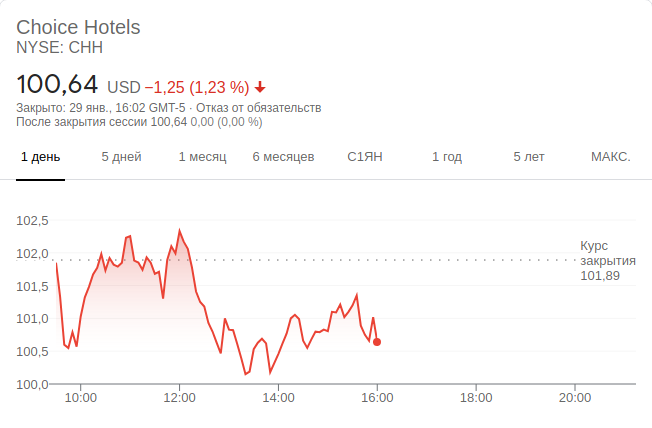 Choice Hotels
NYSE: CHH
100,64 USD −1,25 (1,23 %)
Закрыто: 29 янв., 16:02 GMT-5 · Отказ от обязательств
После закрытия сессии 100,64 0,00 (0,00 %)
1 день 5 дней 1 месяц 6 месяцев С1ЯН 1 год 5 лет МАКС.
102,5
102,0
101,5
101,0
100,5
100,0
Курс
закрытия
101,89
10:00 12:00 14:00 16:00 18:00 20:00